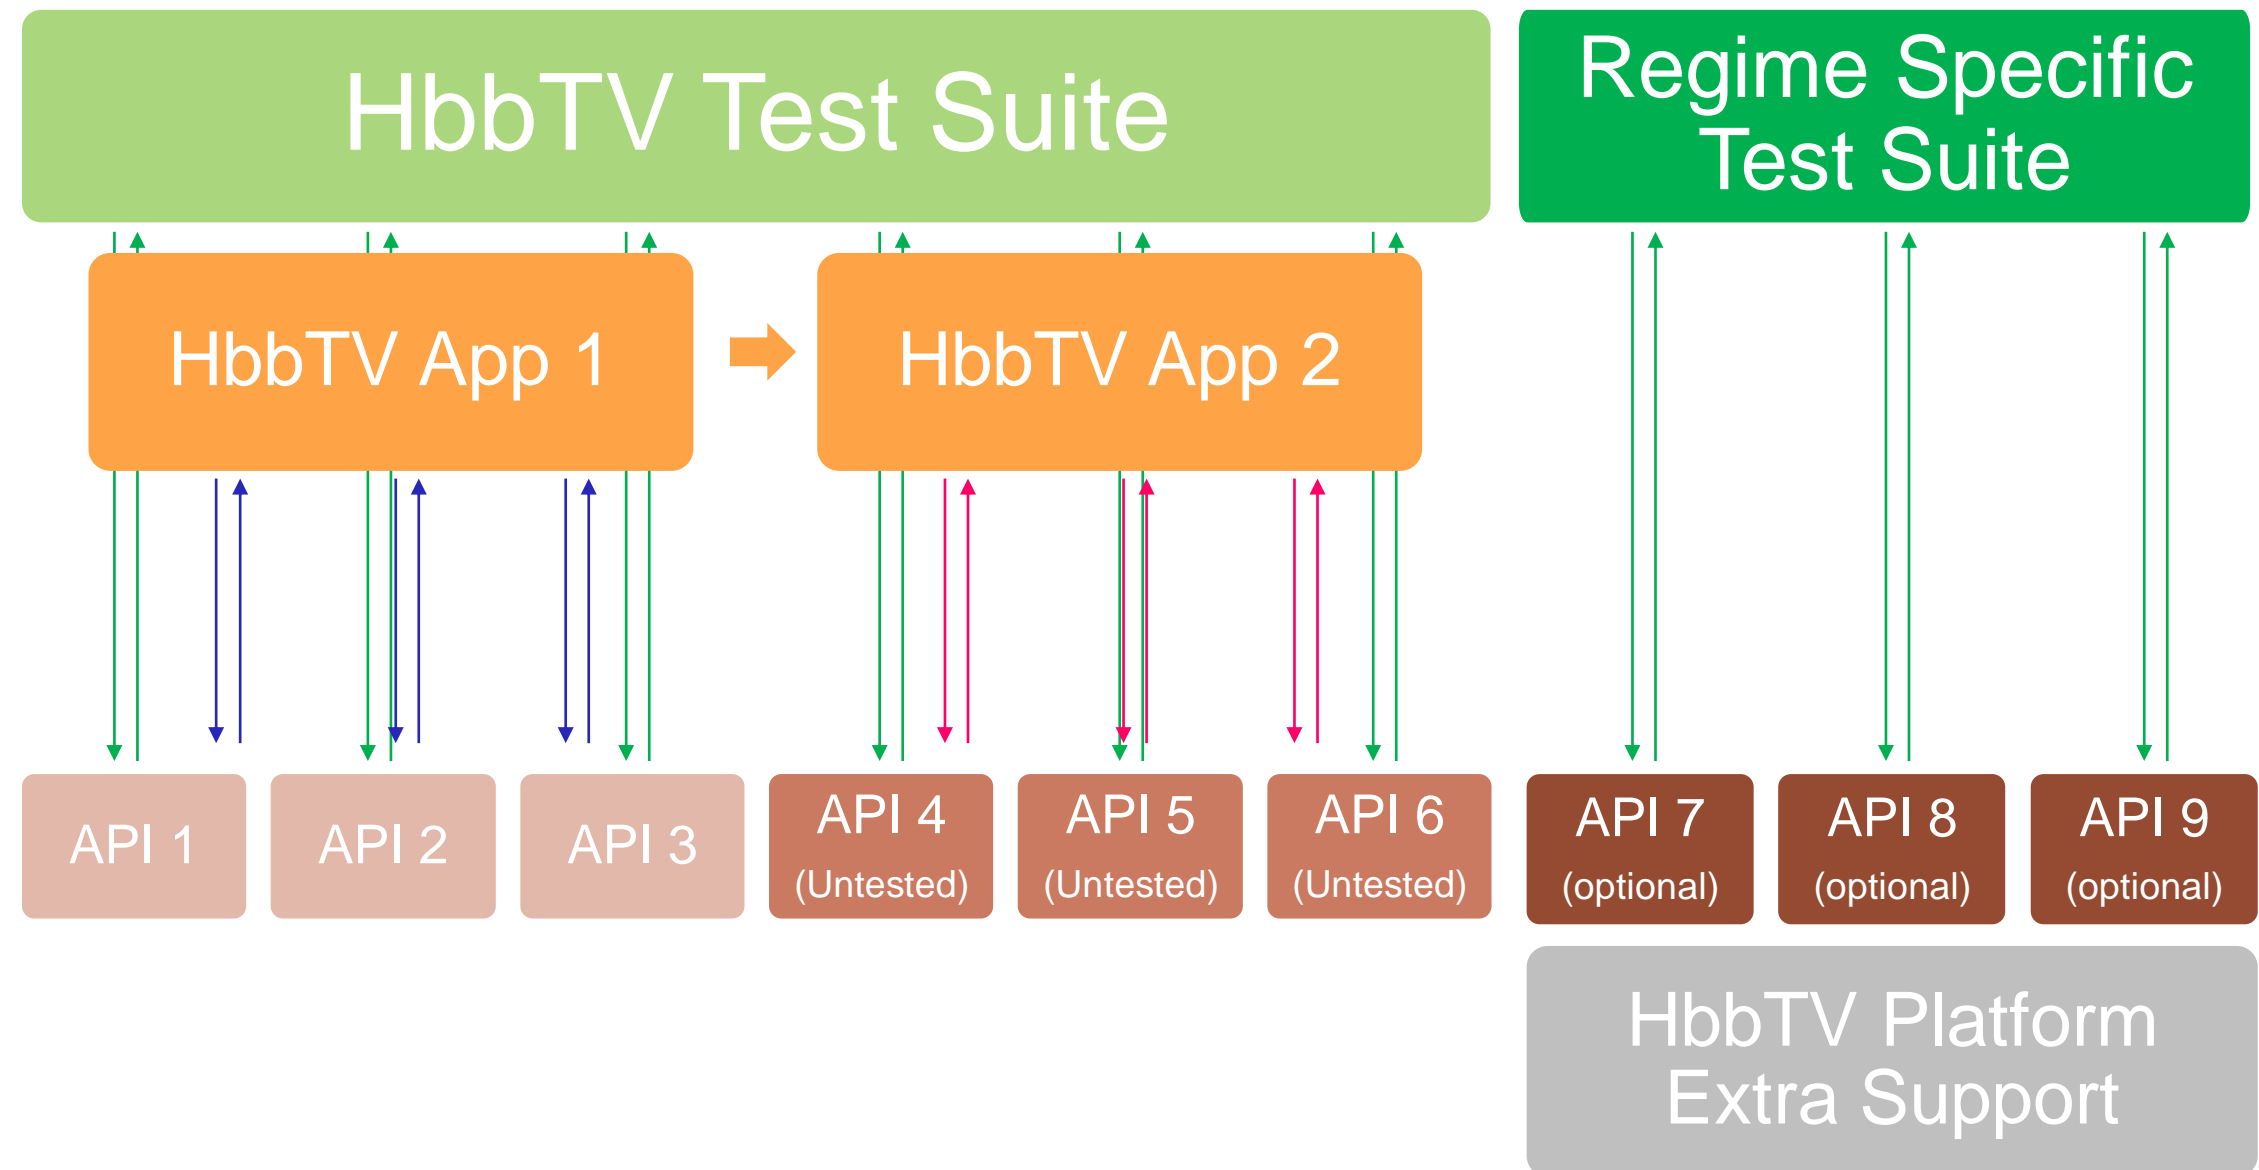 HbbTV Test Suite
Regime Specific
Test Suite
HbbTV App 1
HbbTV App 2
API 1
API 2
API 3
API 4
(Untested)
API 5
(Untested)
API 6
(Untested)
API 7
(optional)
API 8
(optional)
API 9
(optional)
HbbTV Platform
Extra Support